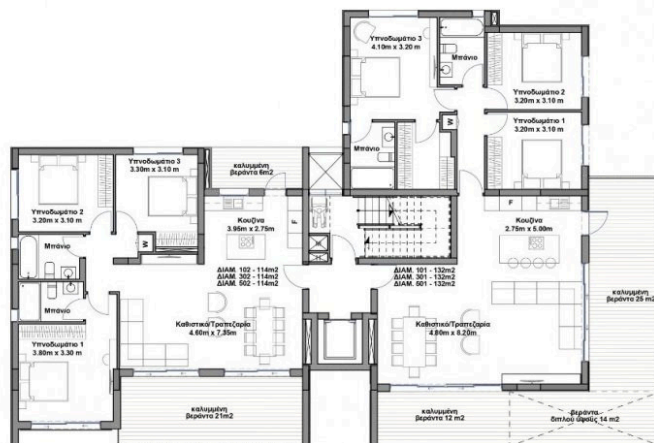 Υπνοδωμάτιο 3
4.10m x 3.20 m
Μπάνιο
Υπνοδωμάτιο 2
3.20m x 3.10 m
Υπνοδωμάτιο 1
3.20m x 3.10 m
W
Μπάνιο
Υπνοδωμάτιο 3
3.30m x 3.10 m
καλυμμένη
βεράντα 6m2
Υπνοδωμάτιο 2
3.20m x 3.10 m
Κουζίνα
3.95m x 2.75m
F
F
Κουζίνα
2.75m x 5.00m
Μπάνιο
W
ΔΙΑΜ. 102 - 114m2
ΔΙΑΜ. 302 - 114m2
ΔΙΑΜ. 502 - 114m2
ΔΙΑΜ. 101 - 132m2
ΔΙΑΜ. 301 - 132m2
ΔΙΑΜ. 501 - 132m2
καλυμμένη
βεράντα 25 m2
Μπάνιο
Υπνοδωμάτιο 1
3.80m x 3.30 m
Καθιστικό/Τραπεζαρία
4.60m x 7.35m
Καθιστικό/Τραπεζαρία
4.80m x 8.20m
καλυμμένη
βεράντα 21m2
καλυμμένη
βεράντα 12 m2
βεράντα
διπλού ύψους 14 m2